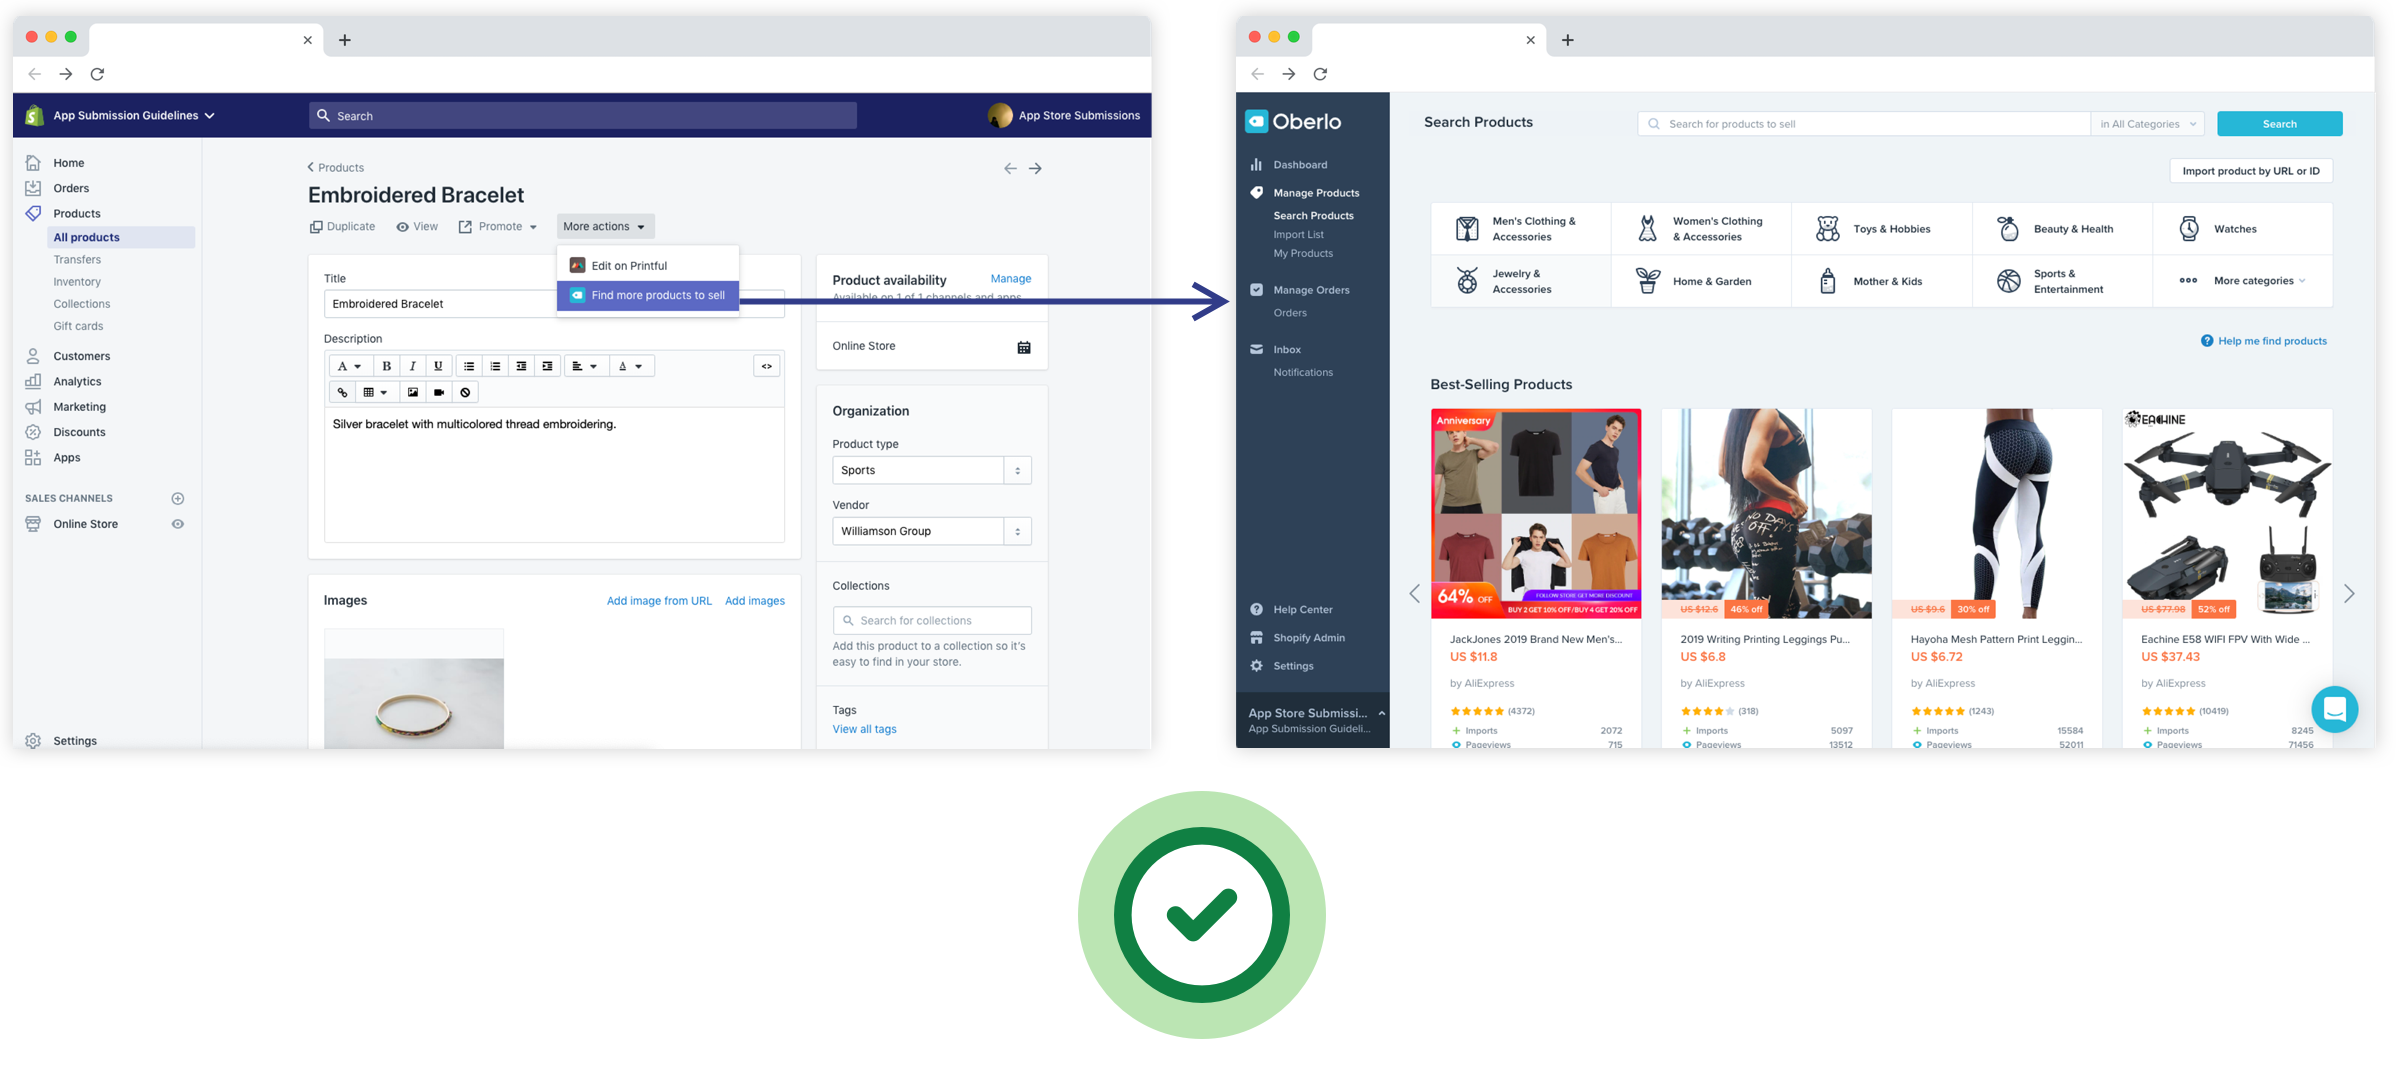 App Submission Guidelines
Search
App Store Submissions
Home
Orders
Products
All products
Transfers
Inventory
Collections
Gift cards
Customers
Analytics
Marketing
Discounts
Apps
SALES CHANNELS
Online Store
Settings
Products
Embroidered Bracelet
Duplicate View Promote More actions
Edit on Printful
Find more products to sell
Title
Embroidered Bracelet
Description
A B I U A <>
Silver bracelet with multicolored thread embroidering.
Images Add image from URL Add images
Product availability Manage
Available on 1 of 1 channels and apps
Online Store
Organization
Product type
Sports
Vendor
Williamson Group
Collections
Search for collections
Add this product to a collection so it's
easy to find in your store.
Tags
View all tags
Oberlo
Dashboard
Manage Products
Search Products
Import List
My Products
Manage Orders
Orders
Inbox
Notifications
Help Center
Shopify Admin
Settings
App Store Submissi...
App Submission Guideli...
Search Products
Search for products to sell in All Categories Search
Import product by URL or ID
Men's Clothing &
Accessories
Women's Clothing
& Accessories
Toys & Hobbies
Beauty & Health
Watches
Jewelry &
Accessories
Home & Garden
Mother & Kids
Sports &
Entertainment
More categories
Help me find products
Best-Selling Products
Anniversary
64% OFF
FOLLOW STORE GET MORE DISCOUNT
BUY 2 GET 10% OFF/BUY 4 GET 20% OFF
JackJones 2019 Brand New Men's...
US $11.8
by AliExpress
(4372)
Imports 2072
Pageviews 715
NO DAYS
OFF!
US $12.6 46% off
2019 Writing Printing Leggings Pu...
US $6.8
by AliExpress
(318)
Imports 5097
Pageviews 13512
US $9.6 30% off
Hayoha Mesh Pattern Print Leggin...
US $6.72
by AliExpress
(1243)
Imports 15584
Pageviews 52011
EACHINE
US $77.98 52% off
Eachine E58 WIFI FPV With Wide ...
US $37.43
by AliExpress
(10419)
Imports 8245
Pageviews 71456